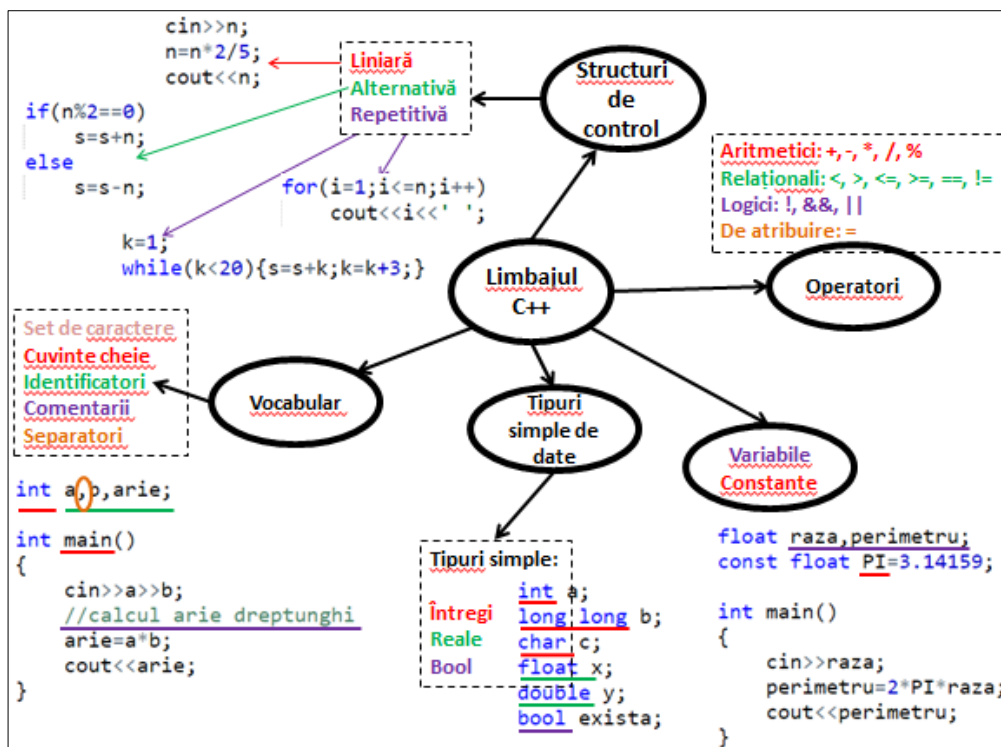 cin>>n;
n=n*2/5;
cout<<n;
Liniară
Alternativă
Repetitivă
Structuri
de
control
if(n%2==0)
s=s+n;
else
s=s-n;
for(i=1;i<=n;i++)
cout<<i<<' ';
k=1;
while(k<20){s=s+k;k=k+3;}
Aritmetici: +, -, *, /, %
Relaționali: <, >, <=, >=, ==, !=
Logici: !, &&, ||
De atribuire: =
Limbajul
C++
Operatori
Set de caractere
Cuvinte cheie
Identificatori
Comentarii
Separatori
Vocabular
Tipuri
simple de
date
Variabile
Constante
int a,b,arie;
int main()
{
cin>>a>>b;
//calcul arie dreptunghi
arie=a*b;
cout<<arie;
}
Tipuri simple:
Întregi
Reale
Bool
int a;
long long b;
char c;
float x;
double y;
bool exista;
float raza,perimetru;
const float PI=3.14159;
int main()
{
cin>>raza;
perimetru=2*PI*raza;
cout<<perimetru;
}